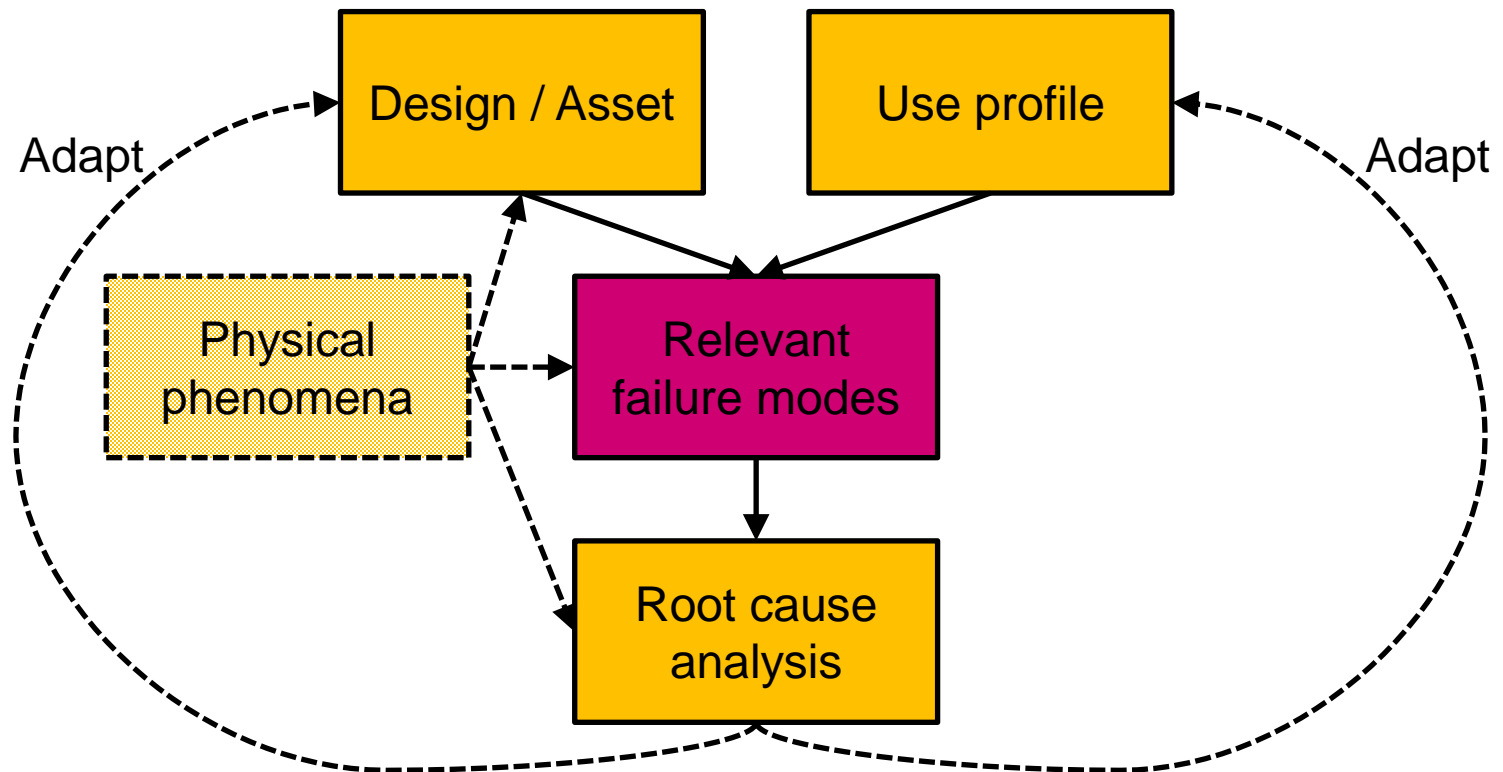 Design / Asset
Use profile
Adapt
Adapt
Physical
phenomena
Relevant
failure modes
Root cause
analysis